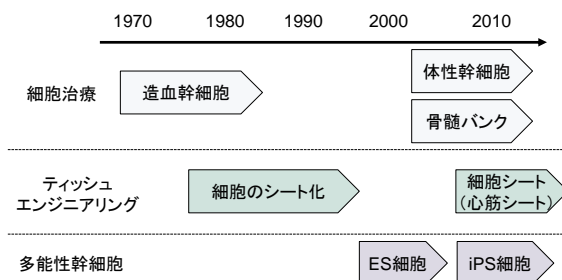 1970 1980 1990 2000 2010
体性幹細胞
細胞治療 造血幹細胞
骨髄バンク
ティッシュ
エンジニアリング
細胞のシート化
細胞シート
(心筋シート)
多能性幹細胞 ES細胞 iPS細胞